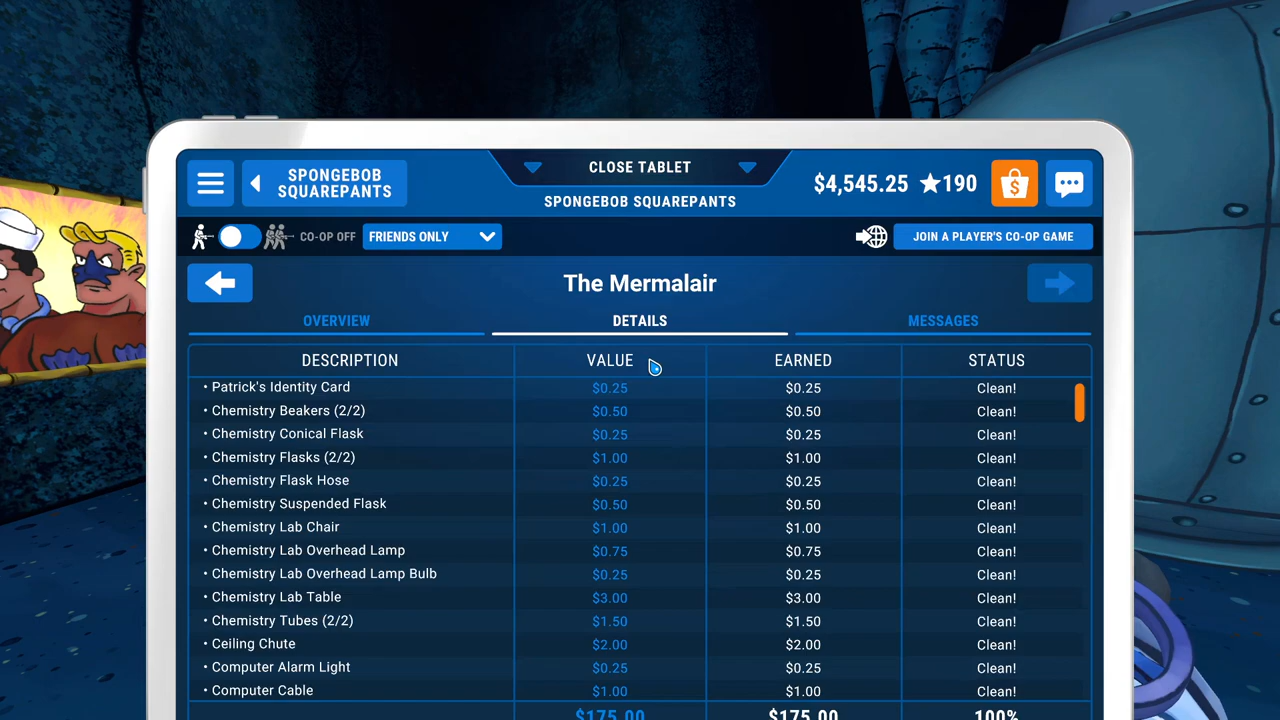 SPONGEBOB
SQUAREPANTS
CLOSE TABLET
SPONGEBOB SQUAREPANTS
$4,545.25 ★190
CO-OP OFF
FRIENDS ONLY
JOIN A PLAYER'S CO-OP GAME
The Mermalair
OVERVIEW DETAILS MESSAGES
DESCRIPTION VALUE EARNED STATUS
• Patrick's Identity Card $0.25 $0.25 Clean!
• Chemistry Beakers (2/2) $0.50 $0.50 Clean!
• Chemistry Conical Flask $0.25 $0.25 Clean!
• Chemistry Flasks (2/2) $1.00 $1.00 Clean!
• Chemistry Flask Hose $0.25 $0.25 Clean!
• Chemistry Suspended Flask $0.50 $0.50 Clean!
• Chemistry Lab Chair $1.00 $1.00 Clean!
• Chemistry Lab Overhead Lamp $0.75 $0.75 Clean!
• Chemistry Lab Overhead Lamp Bulb $0.25 $0.25 Clean!
• Chemistry Lab Table $3.00 $3.00 Clean!
• Chemistry Tubes (2/2) $1.50 $1.50 Clean!
• Ceiling Chute $2.00 $2.00 Clean!
• Computer Alarm Light $0.25 $0.25 Clean!
• Computer Cable $1.00 $1.00 Clean!
$175.00 $175.00 100%